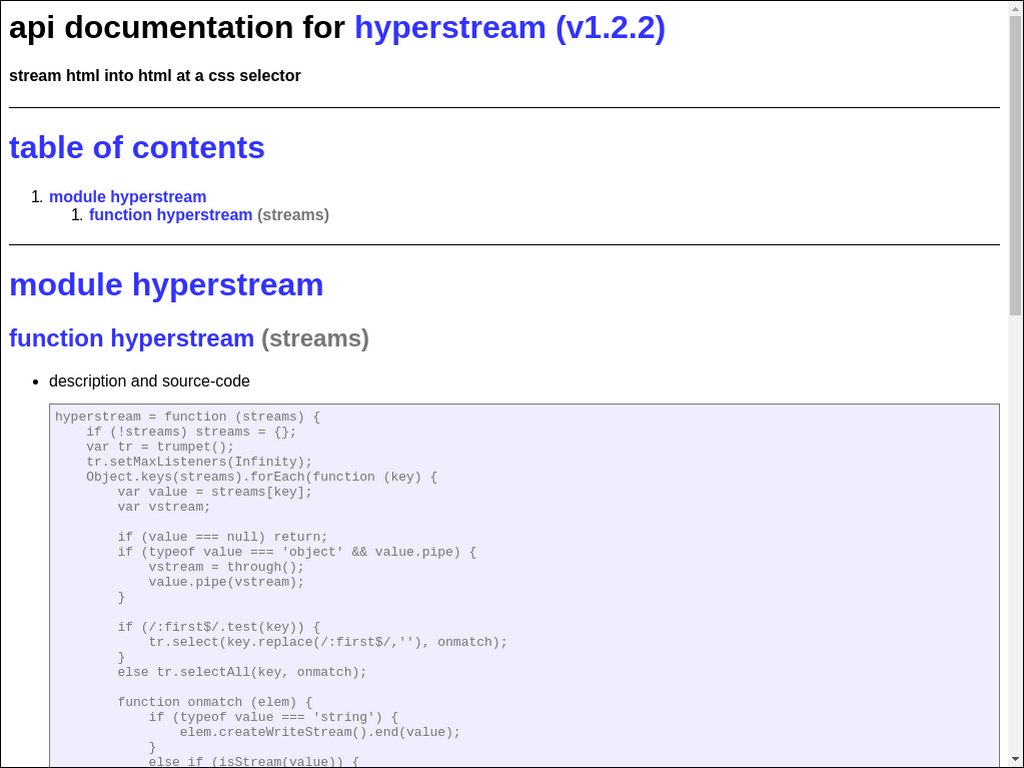 api documentation for hyperstream (v1.2.2)
stream html into html at a css selector
table of contents
1. module hyperstream
1. function hyperstream (streams)
module hyperstream
function hyperstream (streams)
• description and source-code
hyperstream = function (streams) {
    if (!streams) streams = {};
    var tr = trumpet();
    tr.setMaxListeners(Infinity);
    Object.keys(streams).forEach(function (key) {
        var value = streams[key];
        var vstream;

        if (value === null) return;
        if (typeof value === 'object' && value.pipe) {
            vstream = through();
            value.pipe(vstream);
        }

        if (/:first$/.test(key)) {
            tr.select(key.replace(/:first$/,''), onmatch);
        }
        else tr.selectAll(key, onmatch);

        function onmatch (elem) {
            if (typeof value === 'string') {
                elem.createWriteStream().end(value);
            }
            else if (isStream(value)) {